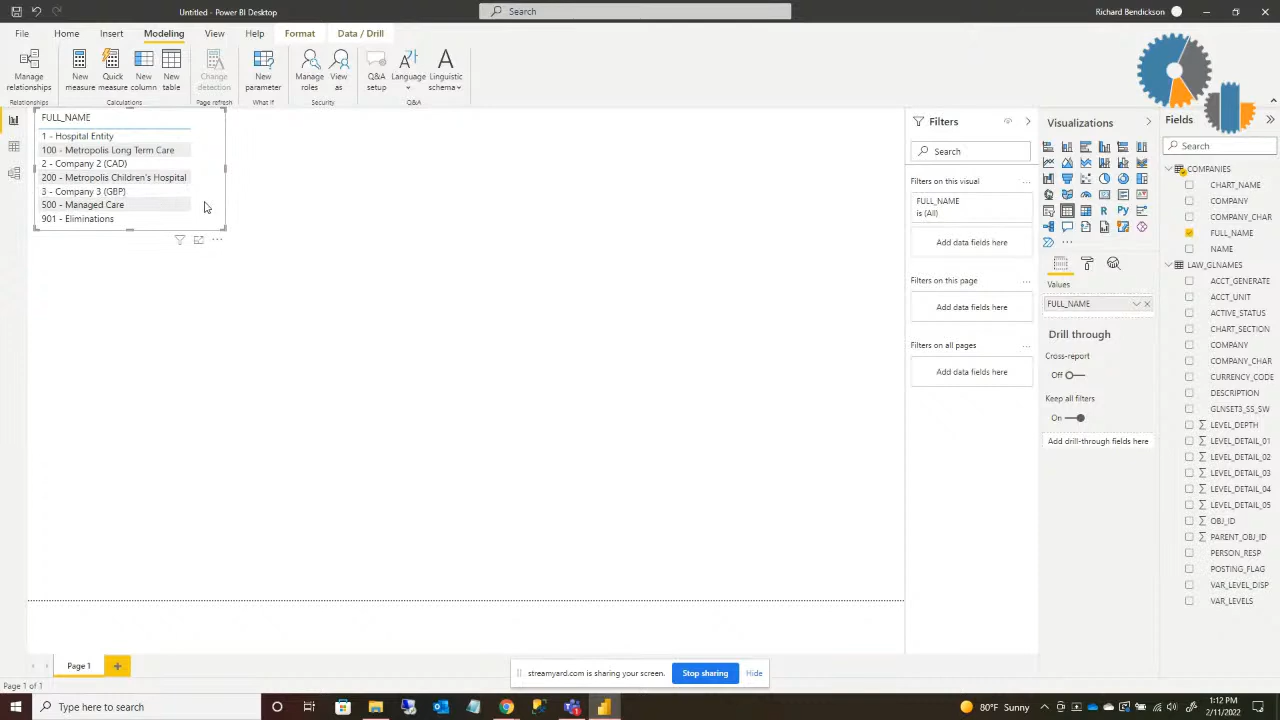 Untitled - Power BI Desktop
Search
Richard Bendickson
File
Home
Insert
Modeling
View
Help
Format
Data / Drill
Manage relationships
New measure
Quick measure
New column
New table
Change detection
New parameter
Manage roles
View as
Q&A setup
Language
Linguistic schema
Relationships
Calculations
Page refresh
What If
Security
Q&A
FULL_NAME
1 - Hospital Entity
100 - Metropolis Long Term Care
2 - Company 2 (CAD)
200 - Metropolis Children's Hospital
3 - Company 3 (GBP)
500 - Managed Care
901 - Eliminations
Filters
Search
Filters on this visual
FULL_NAME
is (All)
Add data fields here
Filters on this page
Add data fields here
Filters on all pages
Add data fields here
Visualizations
Values
FULL_NAME
Drill through
Cross-report
Off
Keep all filters
On
Add drill-through fields here
Fields
Search
COMPANIES
CHART_NAME
COMPANY
COMPANY_CHAR
FULL_NAME
NAME
LAW_GLNAMES
ACCT_GENERATE
ACCT_UNIT
ACTIVE_STATUS
CHART_SECTION
COMPANY
COMPANY_CHAR
CURRENCY_CODE
DESCRIPTION
GLNSET3_SS_SW
LEVEL_DEPTH
LEVEL_DETAIL_01
LEVEL_DETAIL_02
LEVEL_DETAIL_03
LEVEL_DETAIL_04
LEVEL_DETAIL_05
OBJ_ID
PARENT_OBJ_ID
PERSON_RESP
POSTING_FLAG
VAR_LEVEL_DISP
VAR_LEVELS
Page 1
Page 1 of 1
streamyard.com is sharing your screen.
Stop sharing
Hide
Type here to search
80°F Sunny
1:12 PM
2/11/2022